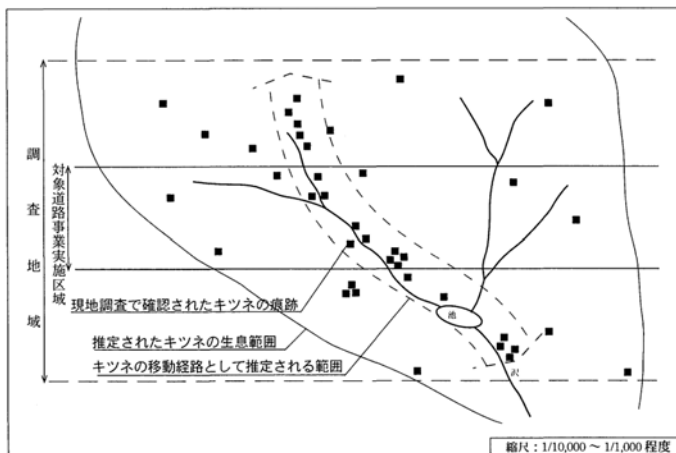 調査地域
対象道路事業実施区域
現地調査で確認されたキツネの痕跡
推定されたキツネの生息範囲
キツネの移動経路として推定される範囲
池
沢
縮尺：1/10,000 ～ 1/1,000 程度